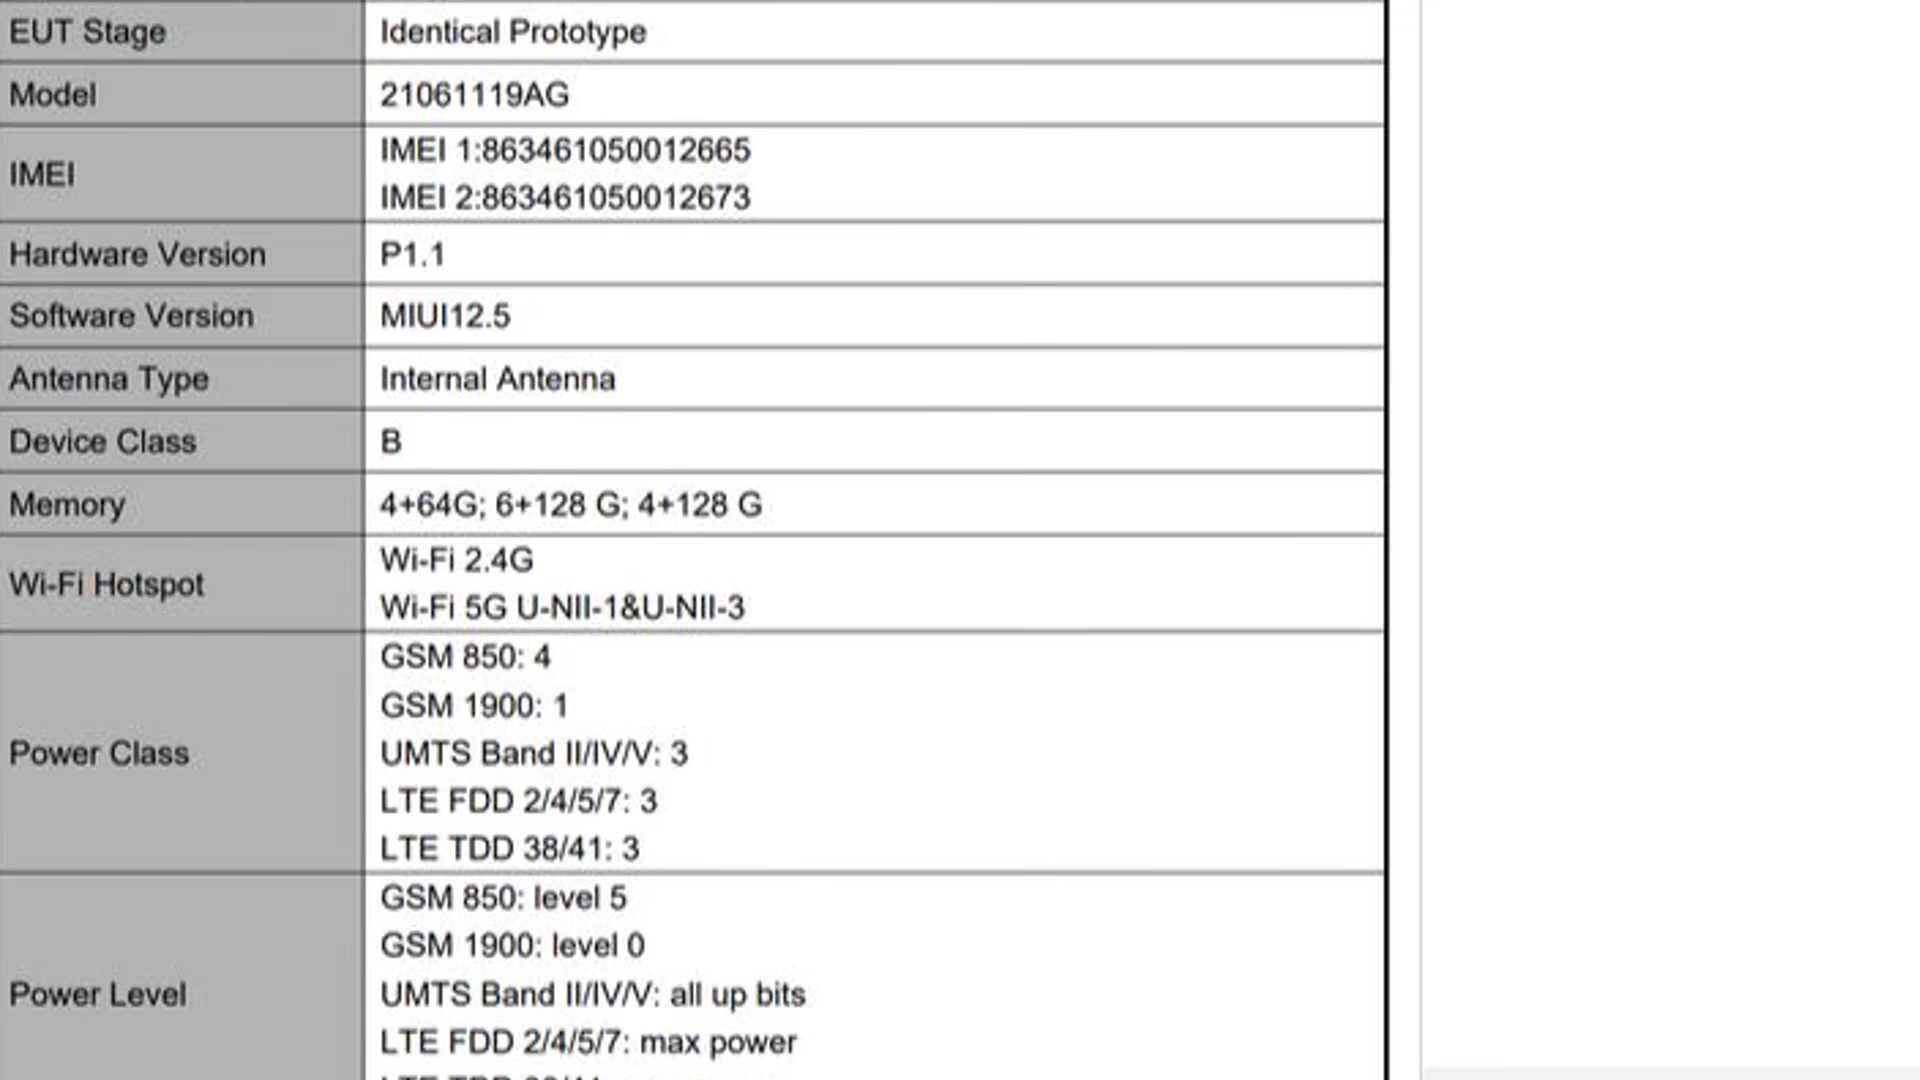 EUT Stage
Identical Prototype
Model
21061119AG
IMEI
IMEI 1:863461050012665
IMEI 2:863461050012673
Hardware Version
P1.1
Software Version
MIUI12.5
Antenna Type
Internal Antenna
Device Class
B
Memory
4+64G; 6+128 G; 4+128 G
Wi-Fi Hotspot
Wi-Fi 2.4G
Wi-Fi 5G U-NII-1&U-NII-3
Power Class
GSM 850: 4
GSM 1900: 1
UMTS Band II/IV/V: 3
LTE FDD 2/4/5/7: 3
LTE TDD 38/41: 3
Power Level
GSM 850: level 5
GSM 1900: level 0
UMTS Band II/IV/V: all up bits
LTE FDD 2/4/5/7: max power